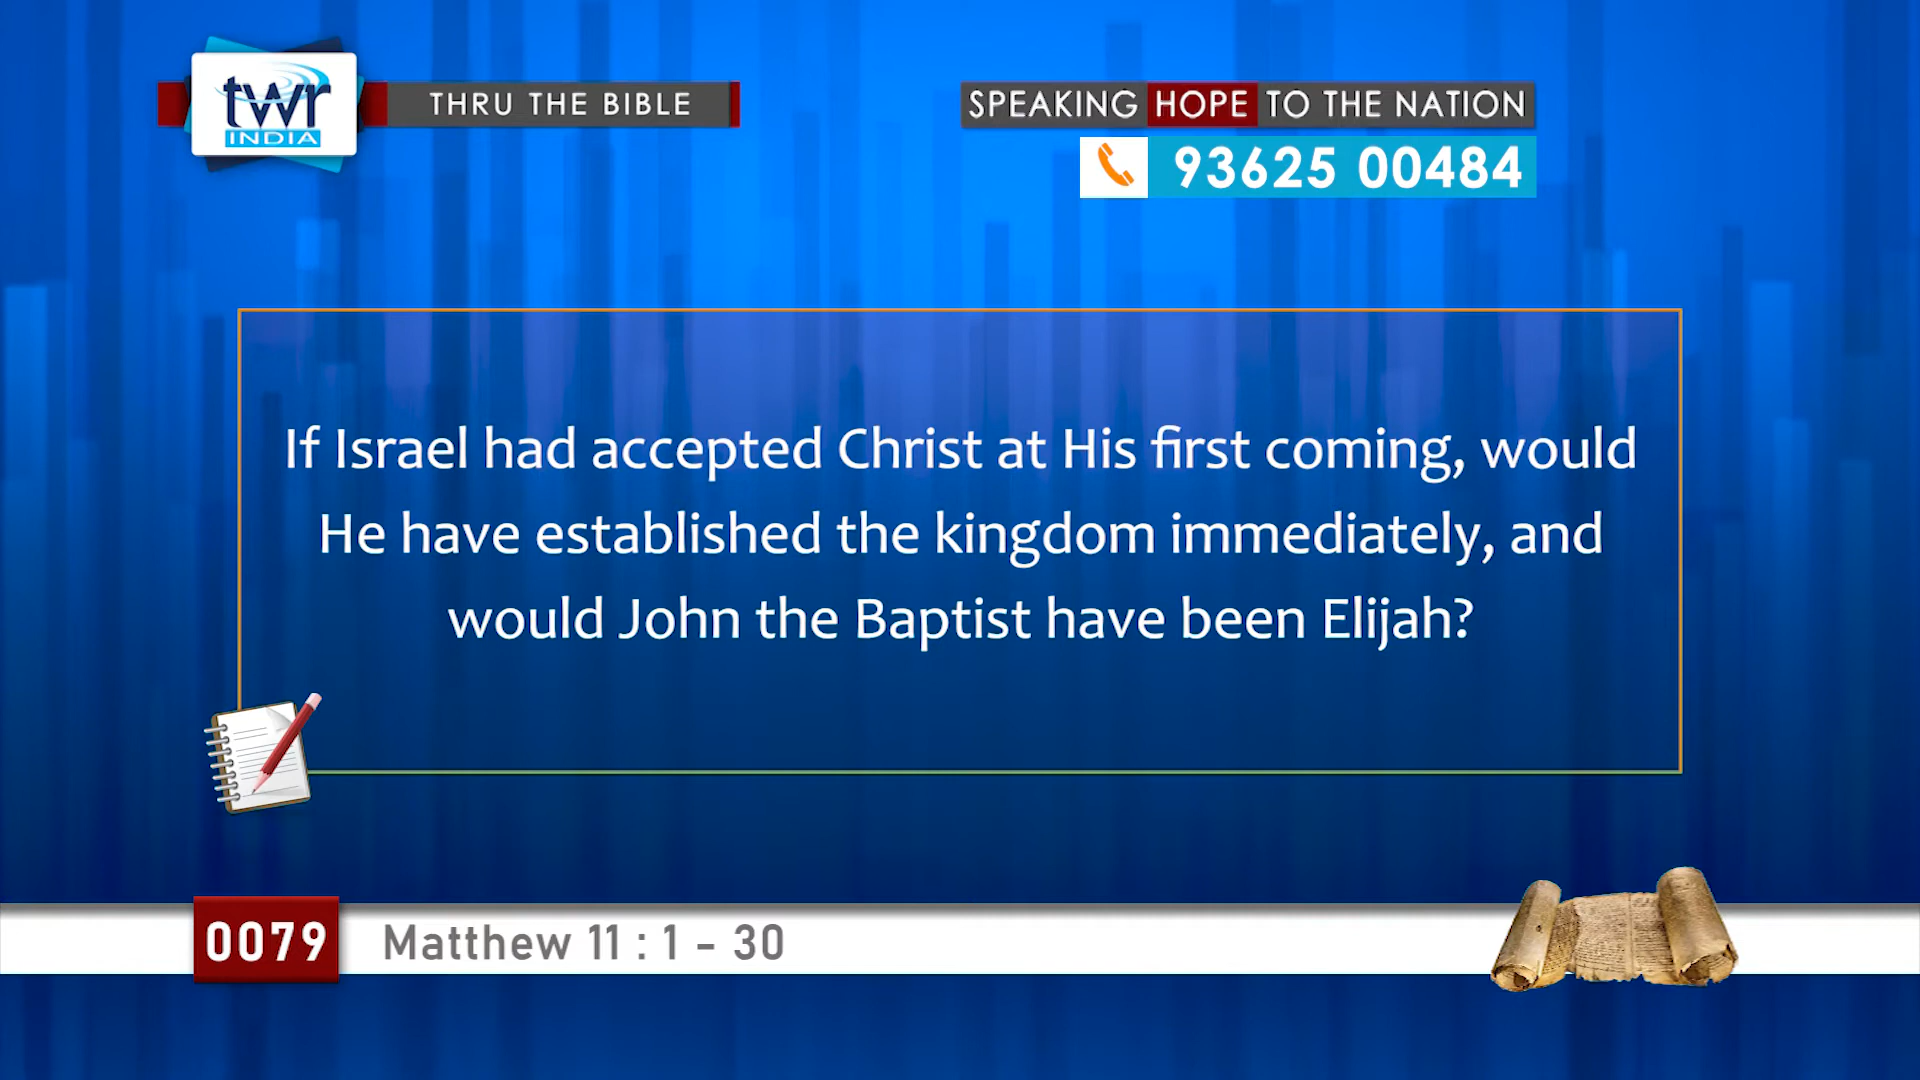 twr
INDIA
THRU THE BIBLE
SPEAKING HOPE TO THE NATION
93625 00484
If Israel had accepted Christ at His first coming, would
He have established the kingdom immediately, and
would John the Baptist have been Elijah?
0079
Matthew 11 : 1 - 30